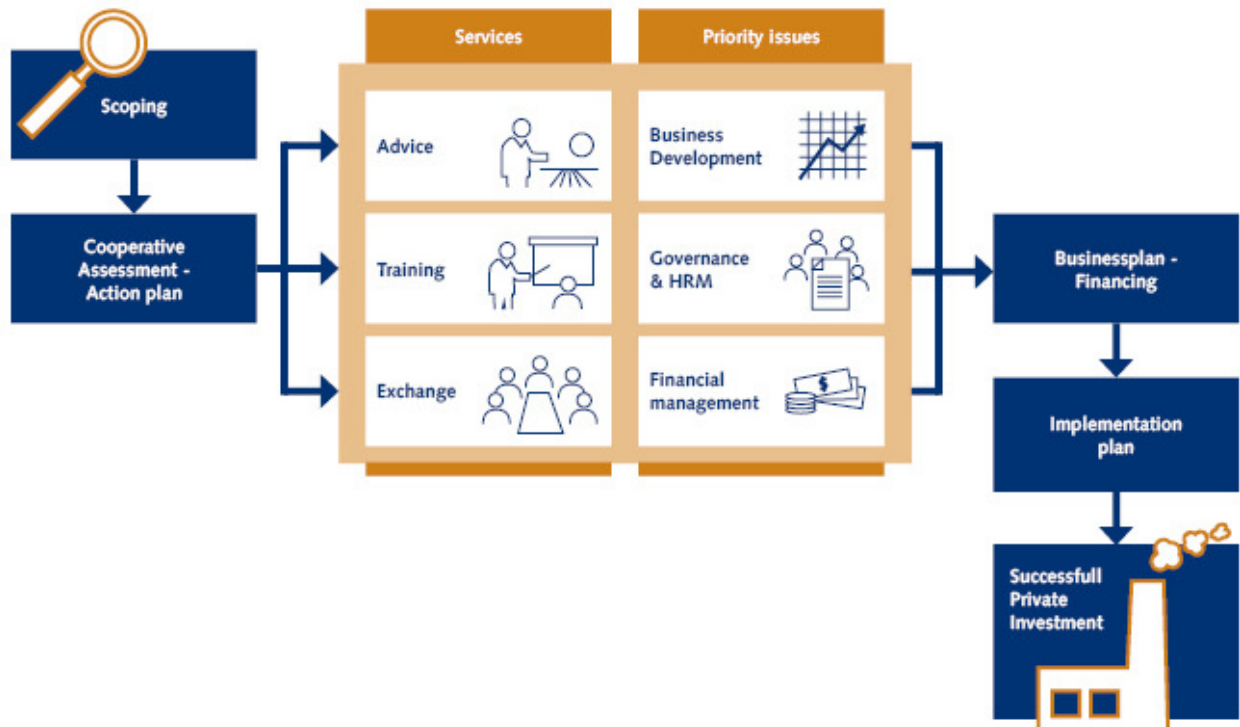 Scoping
Cooperative
Assessment -
Action plan
Services
Advice
Training
Exchange
Priority issues
Business
Development
Governance
& HRM
Financial
management
$
Businessplan -
Financing
Implementation
plan
Successfull
Private
Investment